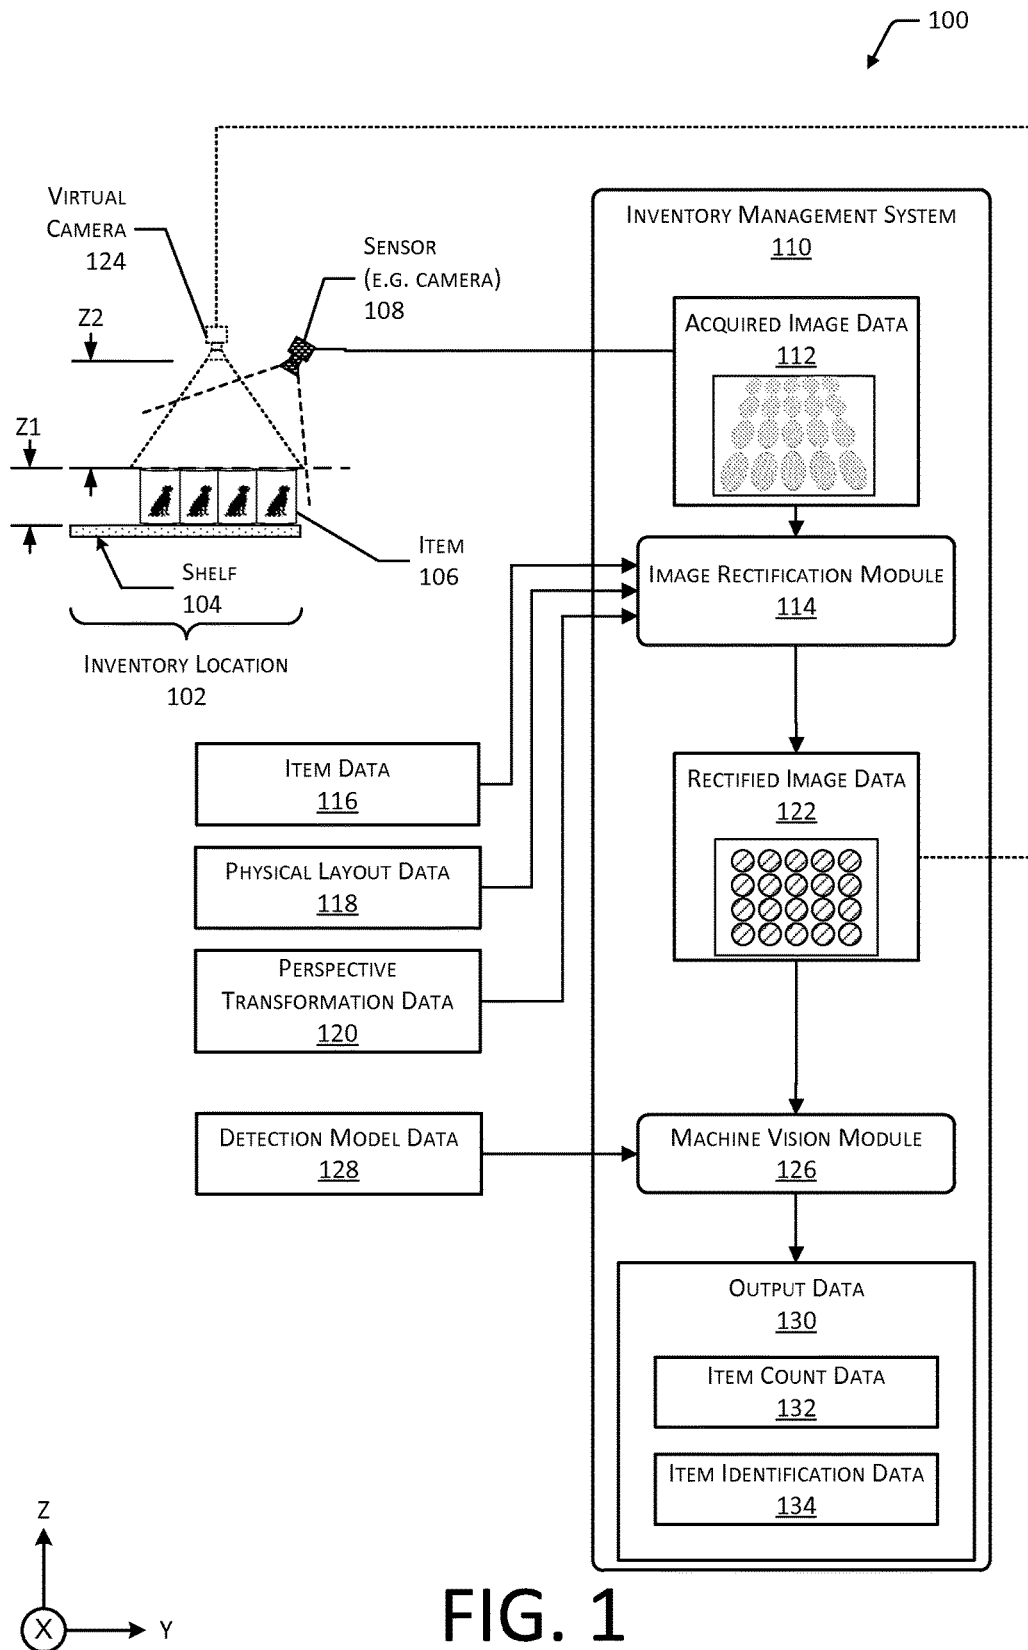 100
VIRTUAL
CAMERA
124
SENSOR
(E.G. CAMERA)
108
Z2
Z1
ITEM
106
SHELF
104
INVENTORY LOCATION
102
INVENTORY MANAGEMENT SYSTEM
110
ACQUIRED IMAGE DATA
112
IMAGE RECTIFICATION MODULE
114
ITEM DATA
116
PHYSICAL LAYOUT DATA
118
PERSPECTIVE
TRANSFORMATION DATA
120
RECTIFIED IMAGE DATA
122
DETECTION MODEL DATA
128
MACHINE VISION MODULE
126
OUTPUT DATA
130
ITEM COUNT DATA
132
ITEM IDENTIFICATION DATA
134
Z
X
Y
FIG. 1